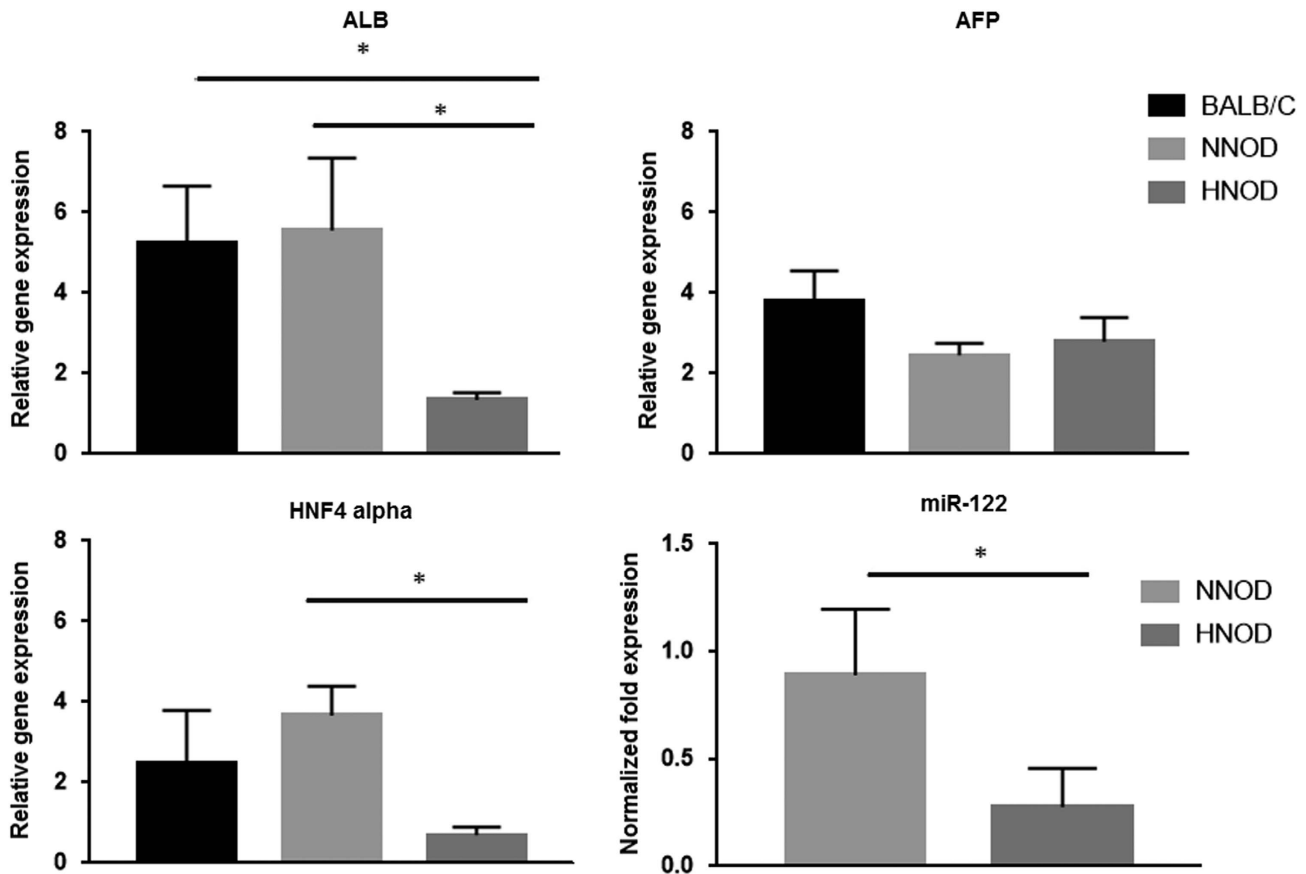 ALB
*
*
Relative gene expression
8
6
4
2
0
AFP
Relative gene expression
8
6
4
2
0
BALB/C
NNOD
HNOD
HNF4 alpha
*
Relative gene expression
8
6
4
2
0
miR-122
*
Normalized fold expression
1.5
1.0
0.5
0.0
NNOD
HNOD